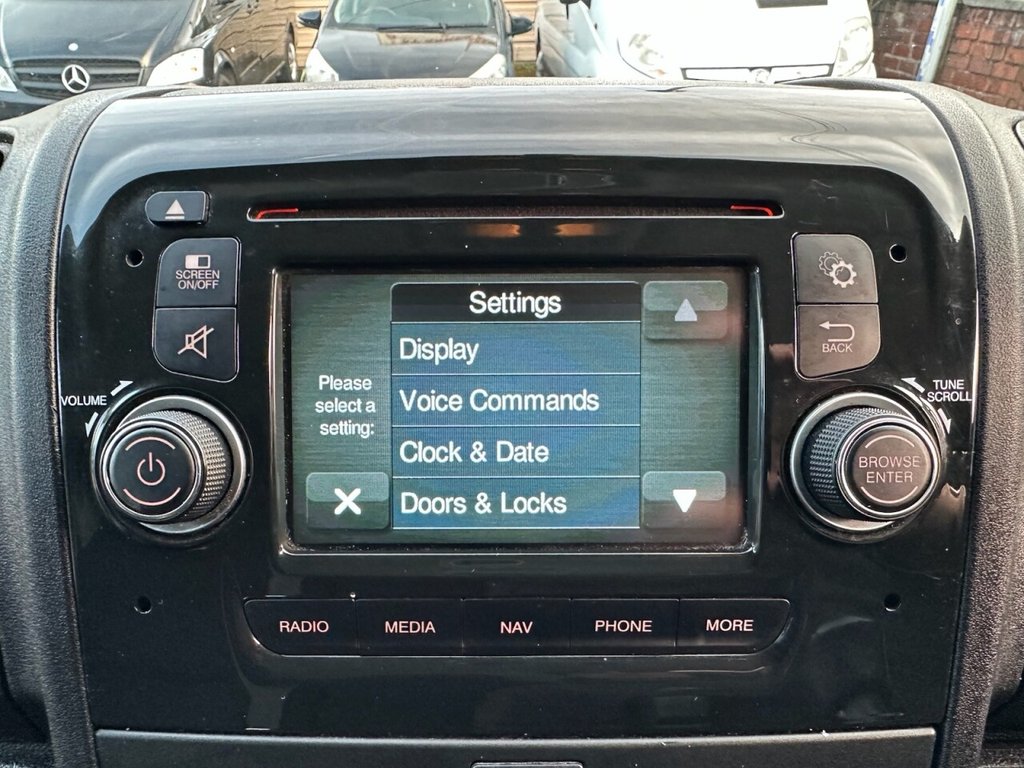 SCREEN
ON/OFF
VOLUME
Settings
Display
Voice Commands
Clock & Date
Doors & Locks
Please
select a
setting:
BACK
TUNE
SCROLL
BROWSE
ENTER
RADIO
MEDIA
NAV
PHONE
MORE